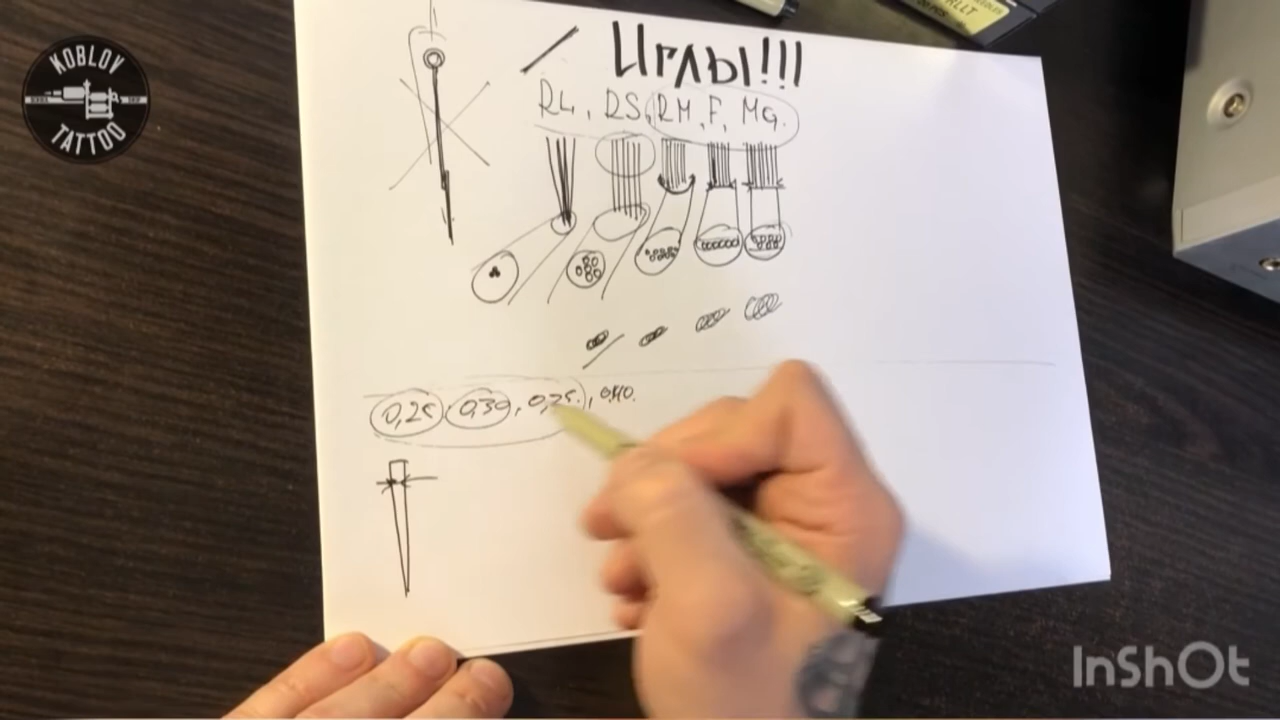 KOBLOV
TATTOO
Иглы!!!
RL, RS, RM, F, MG.
0,25, 0,30, 0,35, 0,40.
InShOt